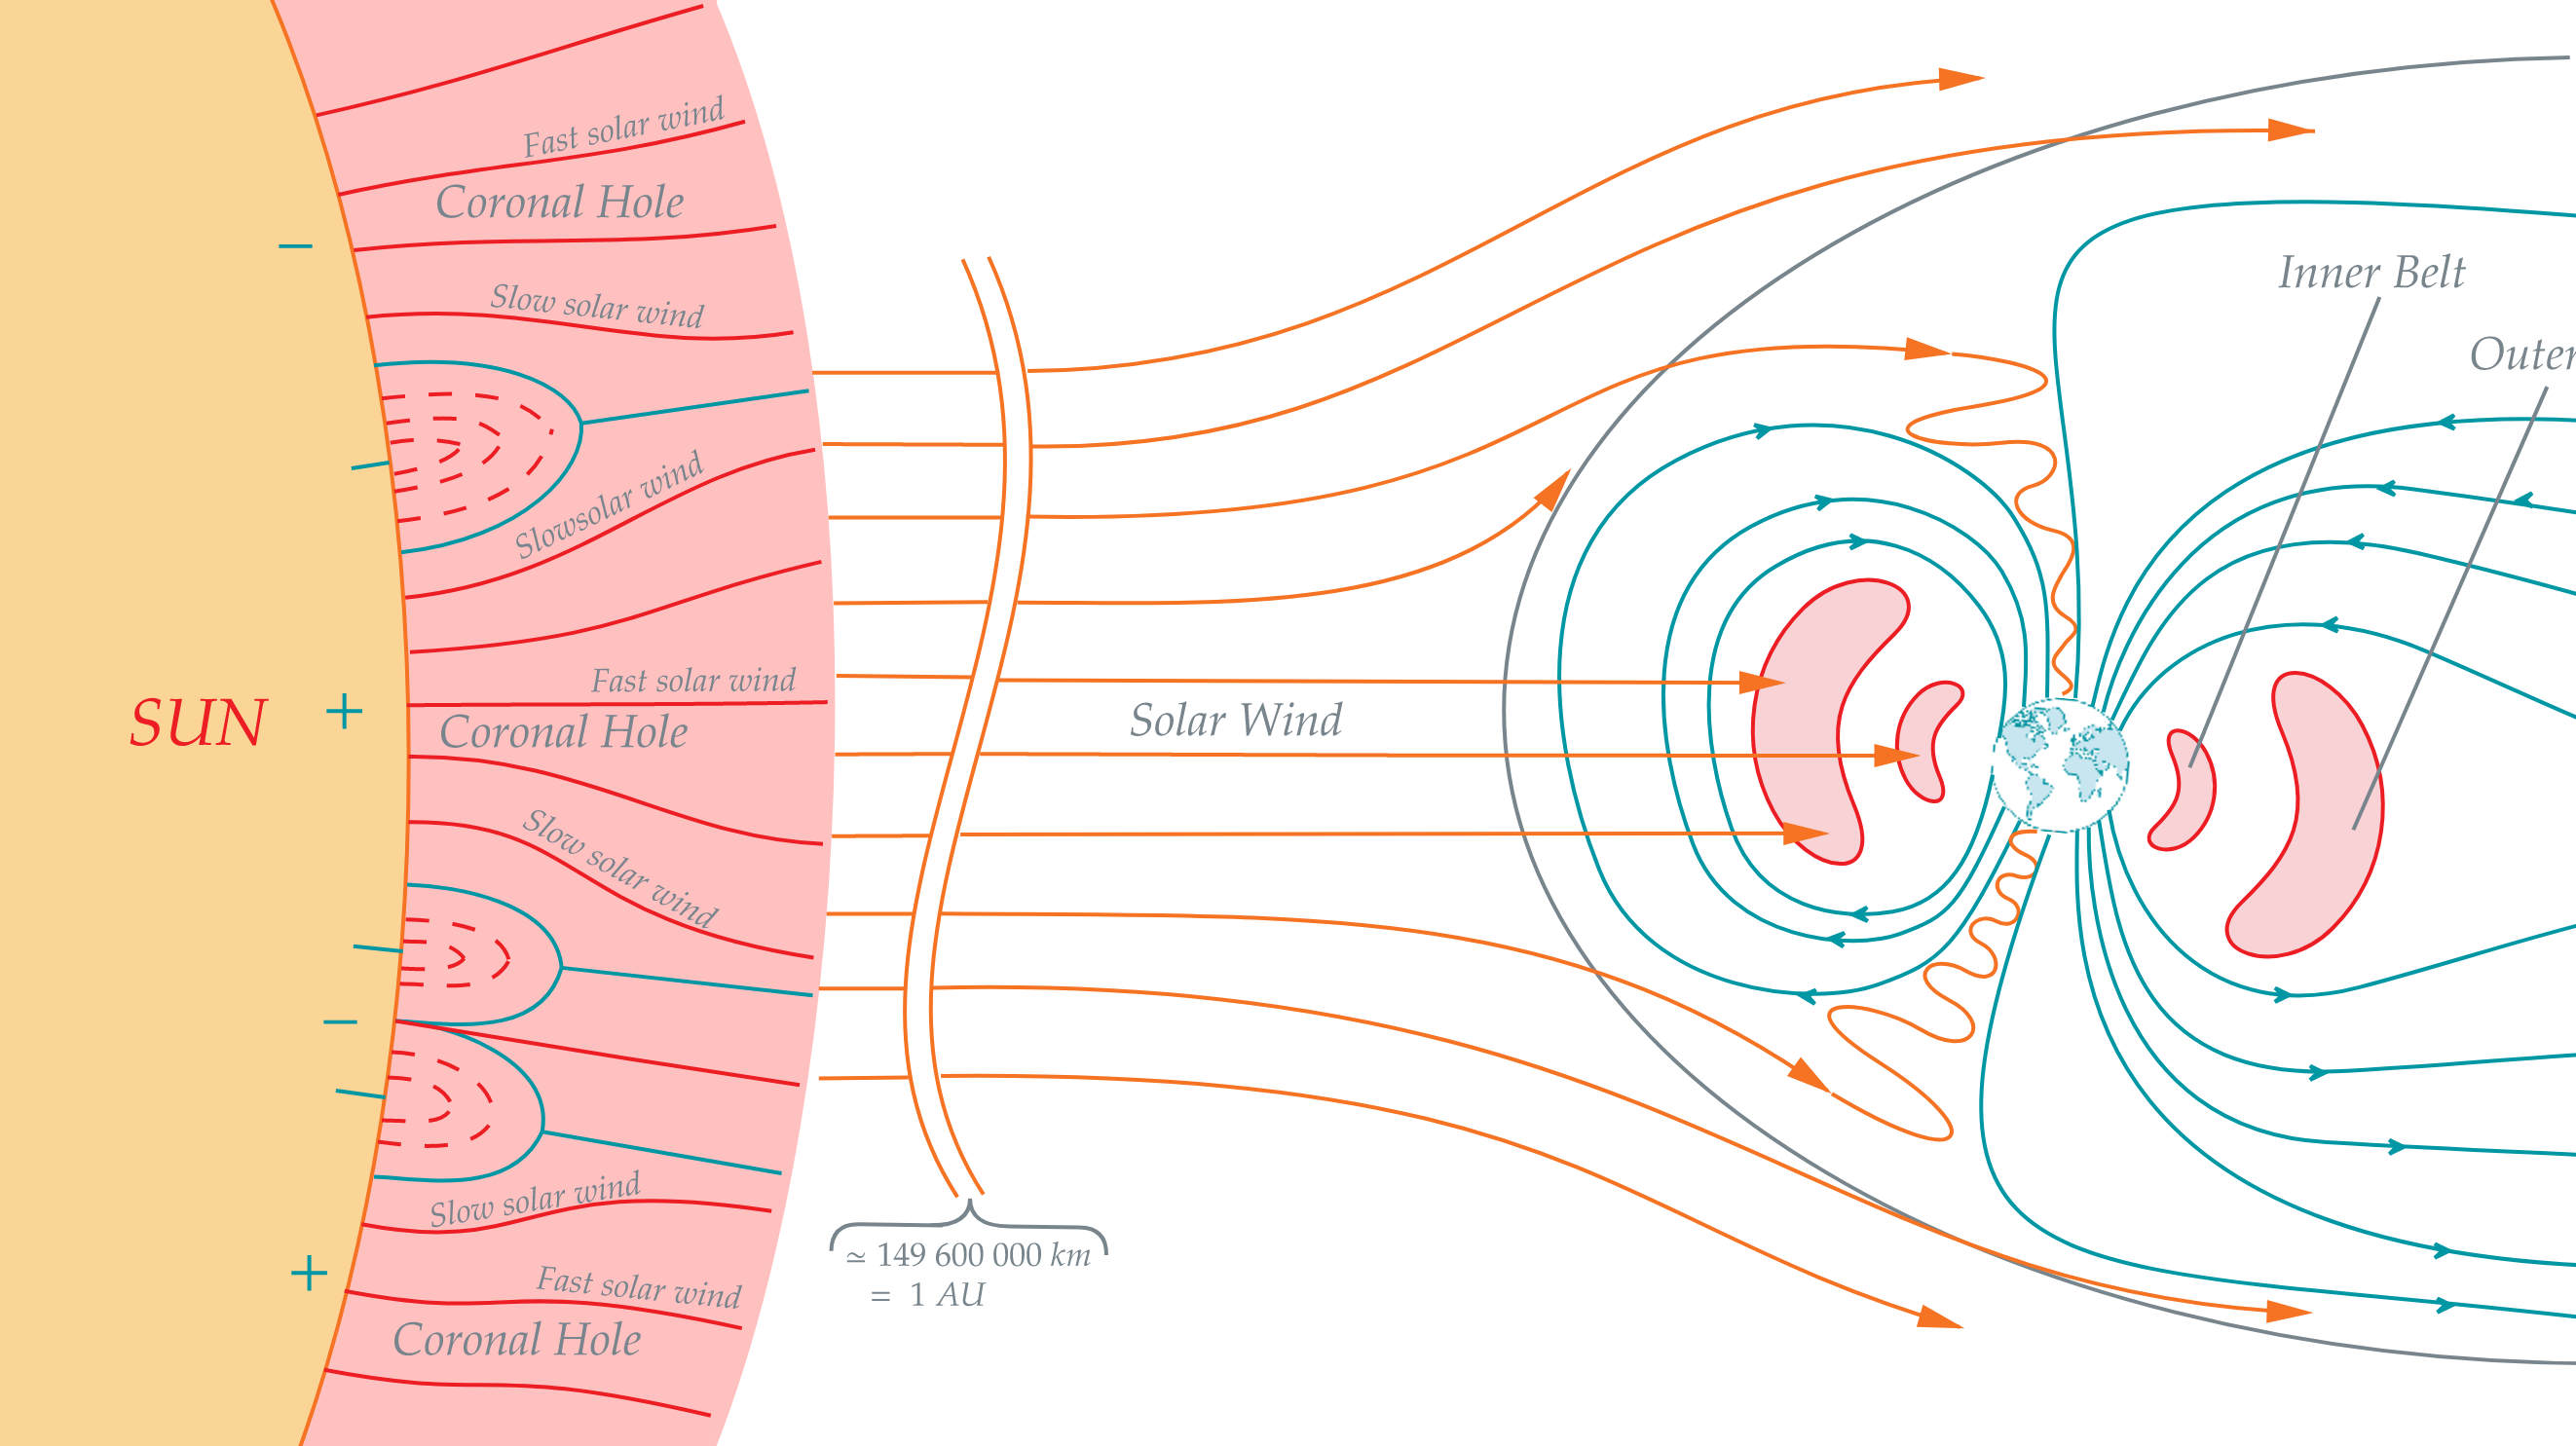 Fast solar wind
Coronal Hole
−
Slow solar wind
Inner Belt
Outer
Slowsolar wind
Fast solar wind
SUN
+
Coronal Hole
Solar Wind
Slow solar wind
−
Slow solar wind
≃ 149 600 000 km
= 1 AU
+
Fast solar wind
Coronal Hole